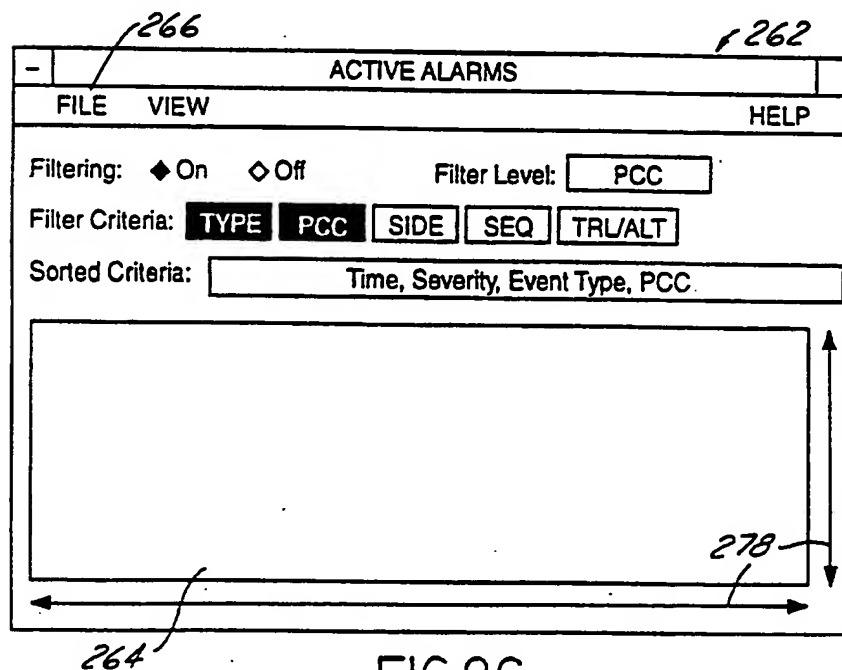 266
262
– ACTIVE ALARMS
FILE VIEW HELP
Filtering: ◆ On ◇ Off Filter Level: PCC
Filter Criteria: TYPE PCC SIDE SEQ TRL/ALT
Sorted Criteria: Time, Severity, Event Type, PCC
278
264